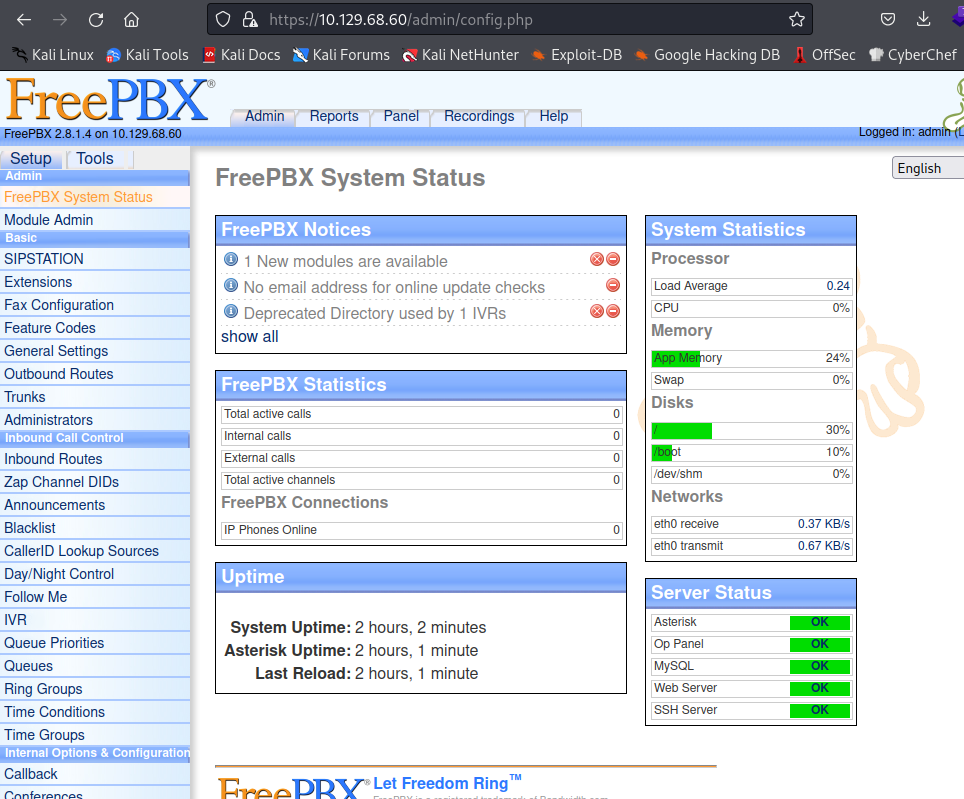 https://10.129.68.60/admin/config.php
Kali Linux Kali Tools Kali Docs Kali Forums Kali NetHunter Exploit-DB Google Hacking DB OffSec CyberChef
FreePBX®
Admin Reports Panel Recordings Help
FreePBX 2.8.1.4 on 10.129.68.60
Logged in: admin (L
Setup Tools
English
Admin
FreePBX System Status
Module Admin
Basic
SIPSTATION
Extensions
Fax Configuration
Feature Codes
General Settings
Outbound Routes
Trunks
Administrators
Inbound Call Control
Inbound Routes
Zap Channel DIDs
Announcements
Blacklist
CallerID Lookup Sources
Day/Night Control
Follow Me
IVR
Queue Priorities
Queues
Ring Groups
Time Conditions
Time Groups
Internal Options & Configuration
Callback
Conferences
FreePBX System Status
FreePBX Notices
1 New modules are available
No email address for online update checks
Deprecated Directory used by 1 IVRs
show all
FreePBX Statistics
Total active calls 0
Internal calls 0
External calls 0
Total active channels 0
FreePBX Connections
IP Phones Online 0
Uptime
System Uptime: 2 hours, 2 minutes
Asterisk Uptime: 2 hours, 1 minute
Last Reload: 2 hours, 1 minute
System Statistics
Processor
Load Average 0.24
CPU 0%
Memory
App Memory 24%
Swap 0%
Disks
/ 30%
/boot 10%
/dev/shm 0%
Networks
eth0 receive 0.37 KB/s
eth0 transmit 0.67 KB/s
Server Status
Asterisk OK
Op Panel OK
MySQL OK
Web Server OK
SSH Server OK
FreePBX® Let Freedom Ring™
FreePBX is a registered trademark of Bandwidth.com